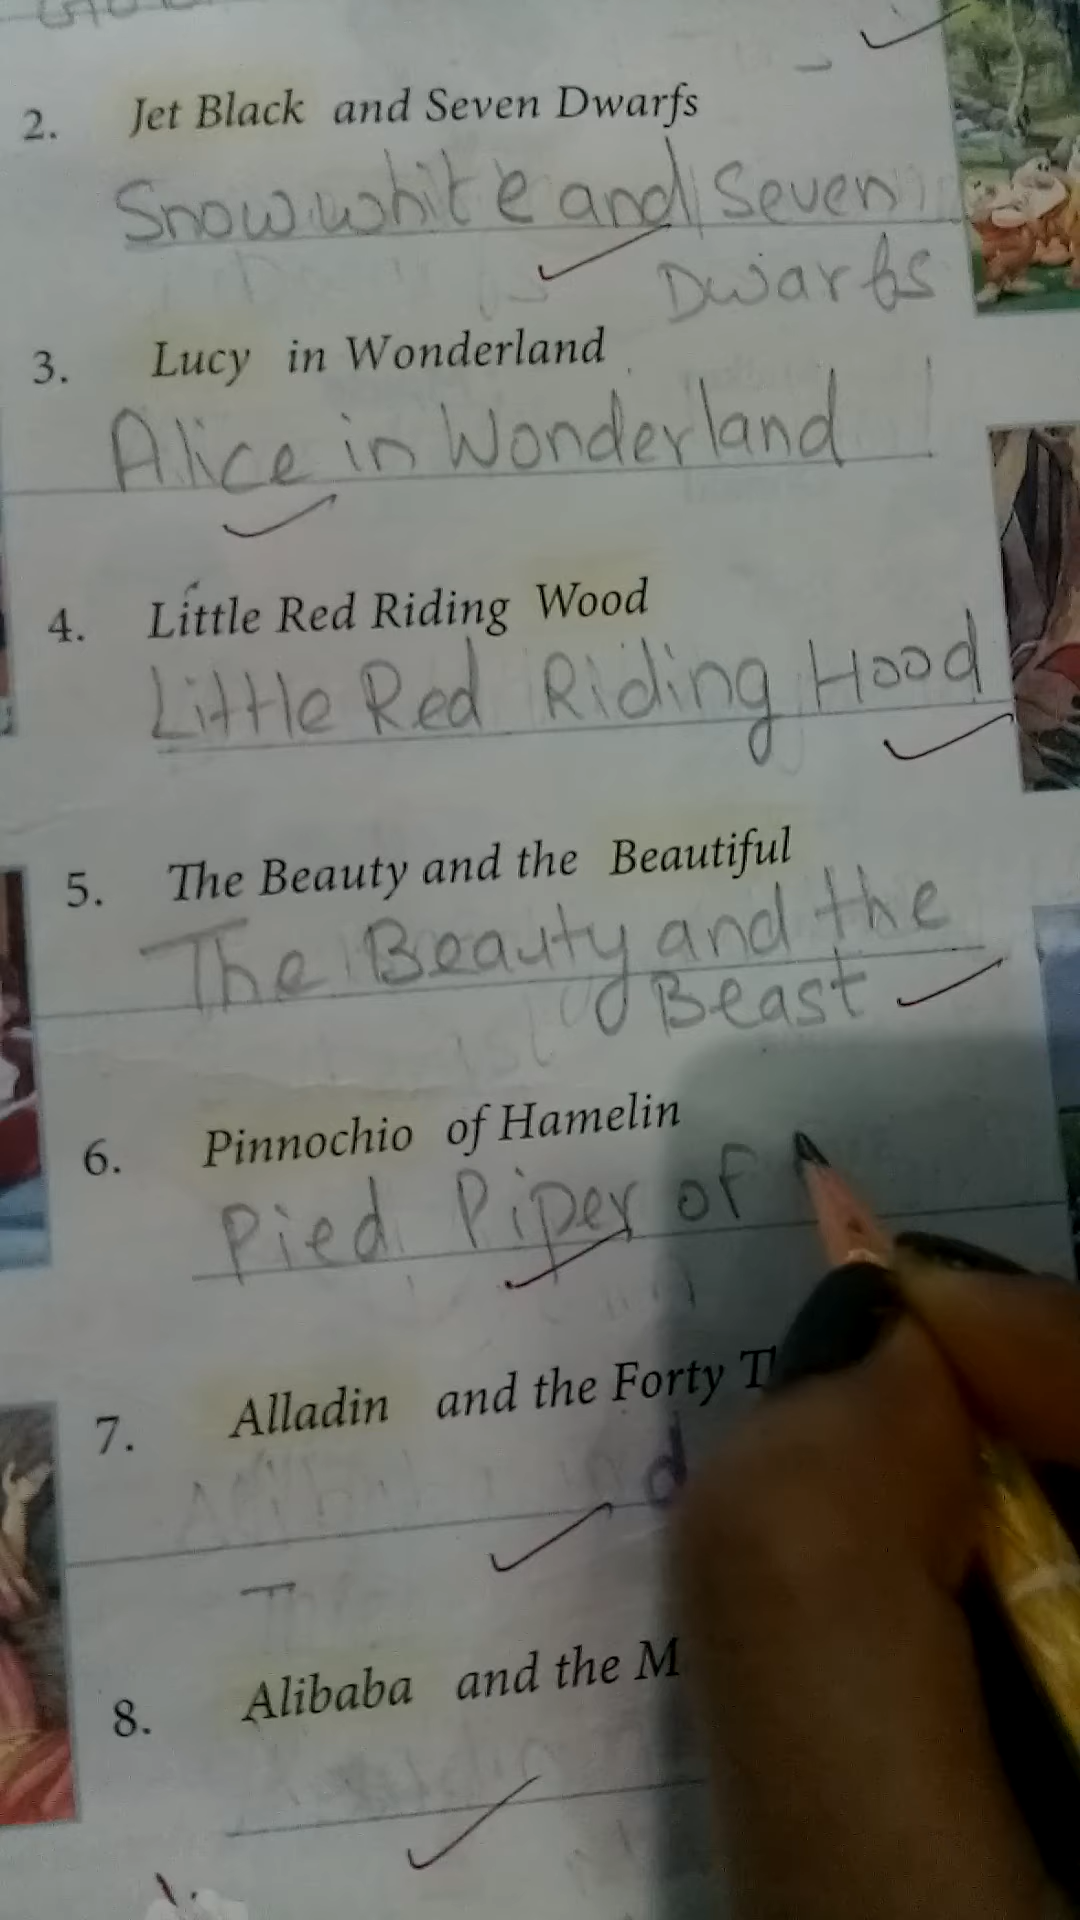 2. Jet Black and Seven Dwarfs
Snow white and Seven
Dwarfs
3. Lucy in Wonderland
Alice in Wonderland
4. Little Red Riding Wood
Little Red Riding Hood
5. The Beauty and the Beautiful
The Beauty and the
Beast
6. Pinnochio of Hamelin
Pied Piper of
7. Alladin and the Forty
8. Alibaba and the M